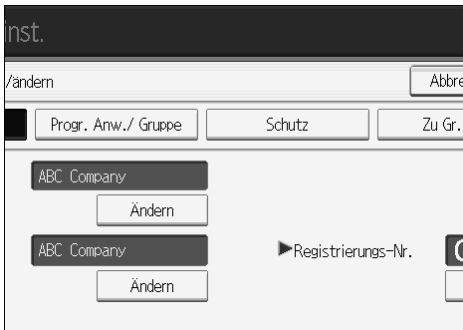 inst.
/ändern Abbre
Progr. Anw./ Gruppe Schutz Zu Gr.
ABC Company
Ändern
ABC Company ▶Registrierungs-Nr.
Ändern